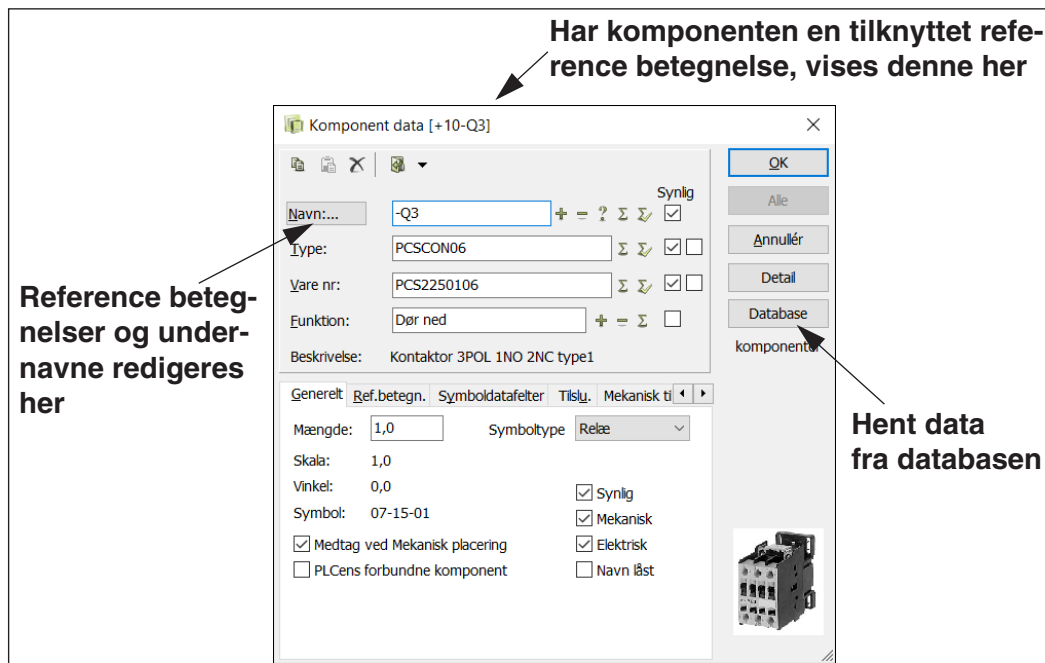 Har komponenten en tilknyttet refe-
rence betegnelse, vises denne her
Komponent data [+10-Q3]
OK
Synlig
Alle
Navn:...
-Q3
Annullér
Type:
PCSCON06
Detail
Vare nr:
PCS2250106
Database
Funktion:
Dør ned
komponenter
Beskrivelse: Kontaktor 3POL 1NO 2NC type1
Reference beteg-
nelser og under-
navne redigeres
her
Generelt Ref.betegn. Symboldatafelter Tilslu. Mekanisk ti
Mængde: 1,0 Symboltype Relæ
Skala: 1,0
Vinkel: 0,0
Synlig
Symbol: 07-15-01
Mekanisk
Medtag ved Mekanisk placering
Elektrisk
PLCens forbundne komponent
Navn låst
Hent data
fra databasen